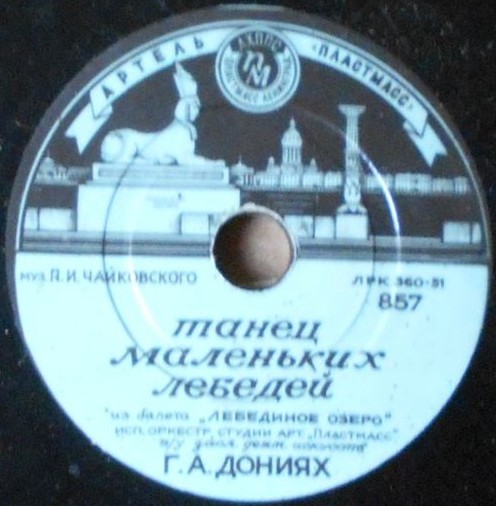 АРТЕЛЬ „ПЛАСТМАСС"
ПМ
МУЗ. П.И. ЧАЙКОВСКОГО
ЛРК 360-51
857
танец
маленьких
лебедей
из балета „ЛЕБЕДИНОЕ ОЗЕРО"
ИСП. ОРКЕСТР. СТУДИИ АРТ. „ПЛАСТМАСС"
п/у
Г.А. ДОНИЯХ